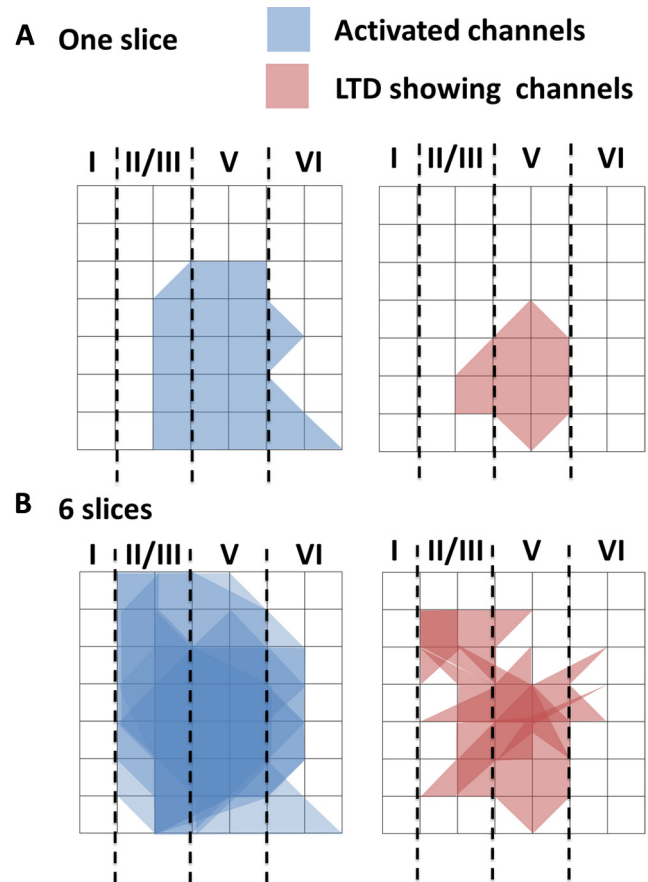 A One slice
Activated channels
LTD showing channels
I II/III V VI
I II/III V VI
B 6 slices
I II/III V VI
I II/III V VI